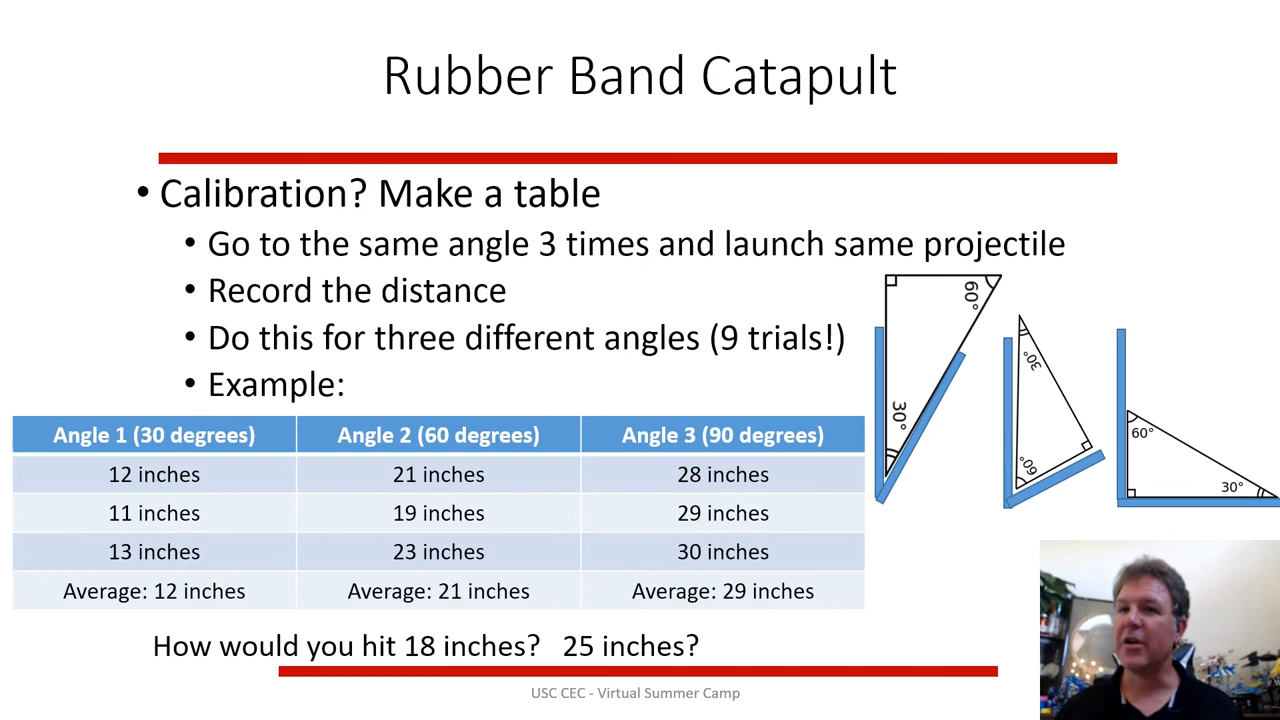 Rubber Band Catapult
• Calibration? Make a table
• Go to the same angle 3 times and launch same projectile
• Record the distance
• Do this for three different angles (9 trials!)
• Example:
60°
30°
30°
60°
60°
30°
Angle 1 (30 degrees) Angle 2 (60 degrees) Angle 3 (90 degrees)
12 inches 21 inches 28 inches
11 inches 19 inches 29 inches
13 inches 23 inches 30 inches
Average: 12 inches Average: 21 inches Average: 29 inches
How would you hit 18 inches? 25 inches?
USC CEC - Virtual Summer Camp